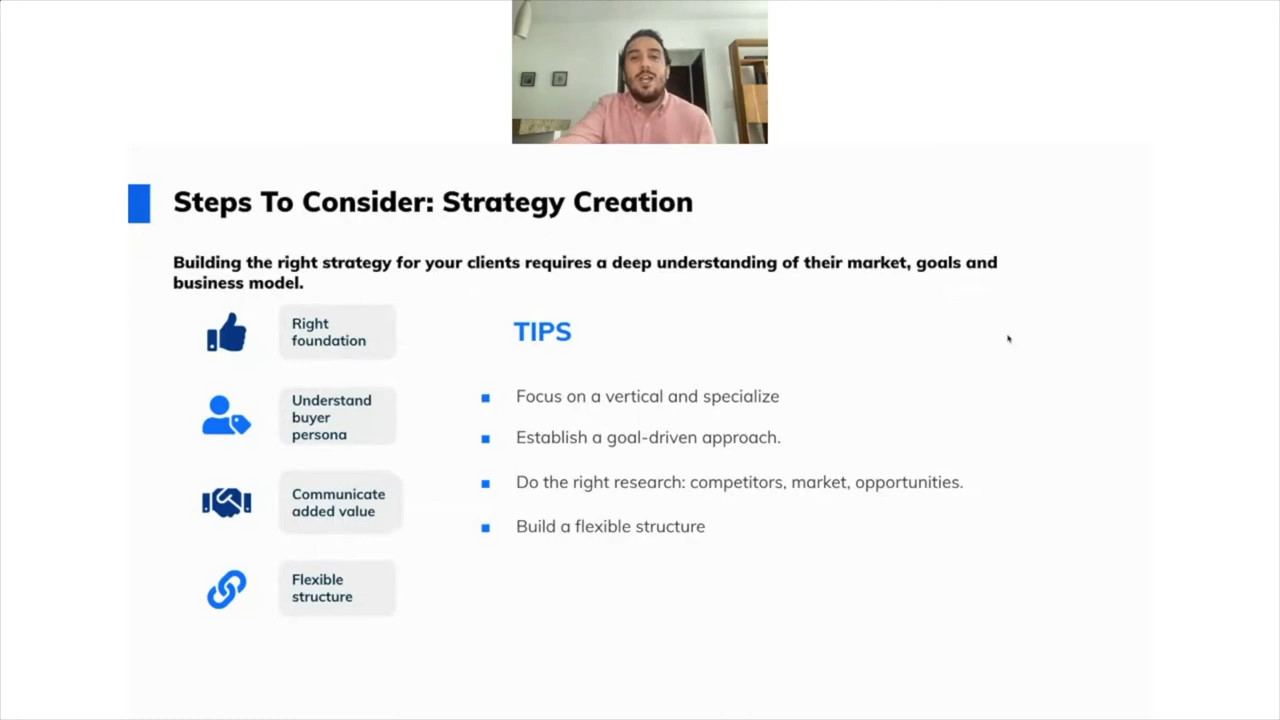 Steps To Consider: Strategy Creation
Building the right strategy for your clients requires a deep understanding of their market, goals and
business model.
Right
foundation
Understand
buyer
persona
Communicate
added value
Flexible
structure
TIPS
Focus on a vertical and specialize
Establish a goal-driven approach.
Do the right research: competitors, market, opportunities.
Build a flexible structure